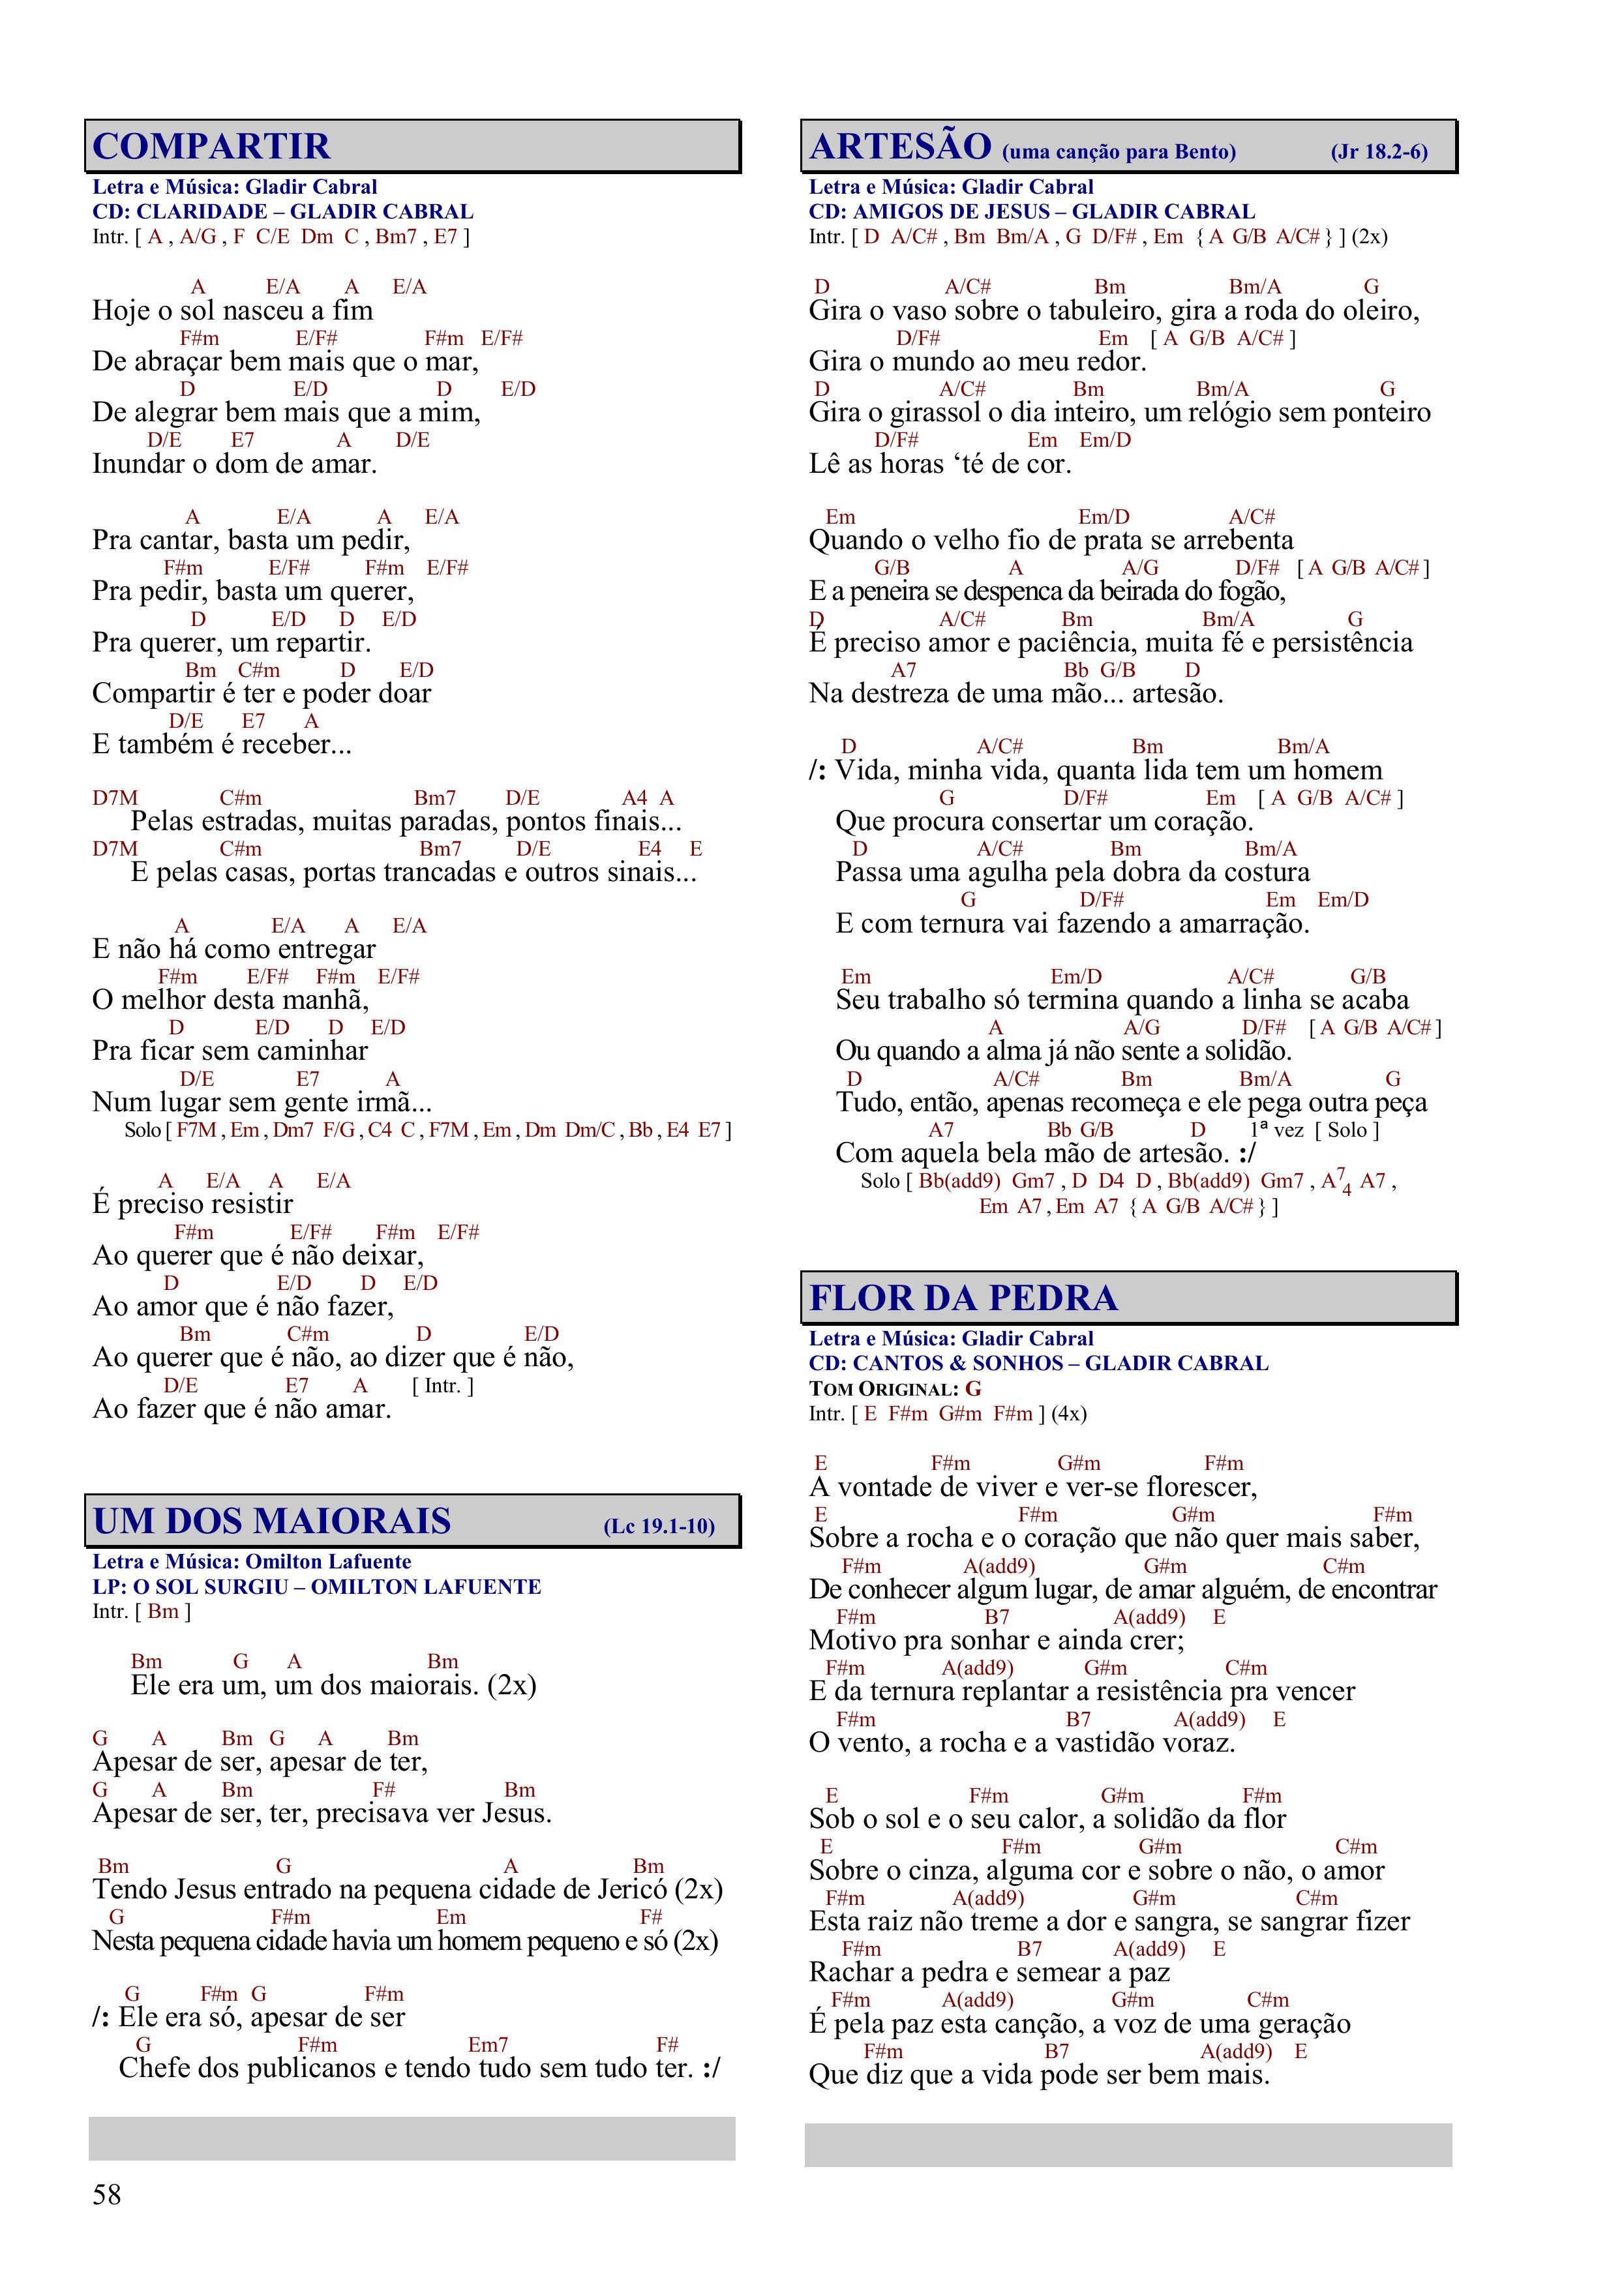 COMPARTIR
Letra e Música: Gladir Cabral
CD: CLARIDADE – GLADIR CABRAL
Intr. [ A , A/G , F C/E Dm C , Bm7 , E7 ]
A E/A A E/A
Hoje o sol nasceu a fim
F#m E/F# F#m E/F#
De abraçar bem mais que o mar,
D E/D D E/D
De alegrar bem mais que a mim,
D/E E7 A D/E
Inundar o dom de amar.
A E/A A E/A
Pra cantar, basta um pedir,
F#m E/F# F#m E/F#
Pra pedir, basta um querer,
D E/D D E/D
Pra querer, um repartir.
Bm C#m D E/D
Compartir é ter e poder doar
D/E E7 A
E também é receber...
D7M C#m Bm7 D/E A4 A
Pelas estradas, muitas paradas, pontos finais...
D7M C#m Bm7 D/E E4 E
E pelas casas, portas trancadas e outros sinais...
A E/A A E/A
E não há como entregar
F#m E/F# F#m E/F#
O melhor desta manhã,
D E/D D E/D
Pra ficar sem caminhar
D/E E7 A
Num lugar sem gente irmã...
Solo [ F7M , Em , Dm7 F/G , C4 C , F7M , Em , Dm Dm/C , Bb , E4 E7 ]
A E/A A E/A
É preciso resistir
F#m E/F# F#m E/F#
Ao querer que é não deixar,
D E/D D E/D
Ao amor que é não fazer,
Bm C#m D E/D
Ao querer que é não, ao dizer que é não,
D/E E7 A [ Intr. ]
Ao fazer que é não amar.
UM DOS MAIORAIS (Lc 19.1-10)
Letra e Música: Omilton Lafuente
LP: O SOL SURGIU – OMILTON LAFUENTE
Intr. [ Bm ]
Bm G A Bm
Ele era um, um dos maiorais. (2x)
G A Bm G A Bm
Apesar de ser, apesar de ter,
G A Bm F# Bm
Apesar de ser, ter, precisava ver Jesus.
Bm G A Bm
Tendo Jesus entrado na pequena cidade de Jericó (2x)
G F#m Em F#
Nesta pequena cidade havia um homem pequeno e só (2x)
G F#m G F#m
/: Ele era só, apesar de ser
G F#m Em7 F#
Chefe dos publicanos e tendo tudo sem tudo ter. :/
58
ARTESÃO (uma canção para Bento) (Jr 18.2-6)
Letra e Música: Gladir Cabral
CD: AMIGOS DE JESUS – GLADIR CABRAL
Intr. [ D A/C# , Bm Bm/A , G D/F# , Em { A G/B A/C# } ] (2x)
D A/C# Bm Bm/A G
Gira o vaso sobre o tabuleiro, gira a roda do oleiro,
D/F# Em [ A G/B A/C# ]
Gira o mundo ao meu redor.
D A/C# Bm Bm/A G
Gira o girassol o dia inteiro, um relógio sem ponteiro
D/F# Em Em/D
Lê as horas ‘té de cor.
Em Em/D A/C#
Quando o velho fio de prata se arrebenta
G/B A A/G D/F# [ A G/B A/C# ]
E a peneira se despenca da beirada do fogão,
D A/C# Bm Bm/A G
É preciso amor e paciência, muita fé e persistência
A7 Bb G/B D
Na destreza de uma mão... artesão.
D A/C# Bm Bm/A
/: Vida, minha vida, quanta lida tem um homem
G D/F# Em [ A G/B A/C# ]
Que procura consertar um coração.
D A/C# Bm Bm/A
Passa uma agulha pela dobra da costura
G D/F# Em Em/D
E com ternura vai fazendo a amarração.
Em Em/D A/C# G/B
Seu trabalho só termina quando a linha se acaba
A A/G D/F# [ A G/B A/C# ]
Ou quando a alma já não sente a solidão.
D A/C# Bm Bm/A G
Tudo, então, apenas recomeça e ele pega outra peça
A7 Bb G/B D 1ª vez [ Solo ]
Com aquela bela mão de artesão. :/
Solo [ Bb(add9) Gm7 , D D4 D , Bb(add9) Gm7 , A74 A7 ,
Em A7 , Em A7 { A G/B A/C# } ]
FLOR DA PEDRA
Letra e Música: Gladir Cabral
CD: CANTOS & SONHOS – GLADIR CABRAL
TOM ORIGINAL: G
Intr. [ E F#m G#m F#m ] (4x)
E F#m G#m F#m
A vontade de viver e ver-se florescer,
E F#m G#m F#m
Sobre a rocha e o coração que não quer mais saber,
F#m A(add9) G#m C#m
De conhecer algum lugar, de amar alguém, de encontrar
F#m B7 A(add9) E
Motivo pra sonhar e ainda crer;
F#m A(add9) G#m C#m
E da ternura replantar a resistência pra vencer
F#m B7 A(add9) E
O vento, a rocha e a vastidão voraz.
E F#m G#m F#m
Sob o sol e o seu calor, a solidão da flor
E F#m G#m C#m
Sobre o cinza, alguma cor e sobre o não, o amor
F#m A(add9) G#m C#m
Esta raiz não treme a dor e sangra, se sangrar fizer
F#m B7 A(add9) E
Rachar a pedra e semear a paz
F#m A(add9) G#m C#m
É pela paz esta canção, a voz de uma geração
F#m B7 A(add9) E
Que diz que a vida pode ser bem mais.